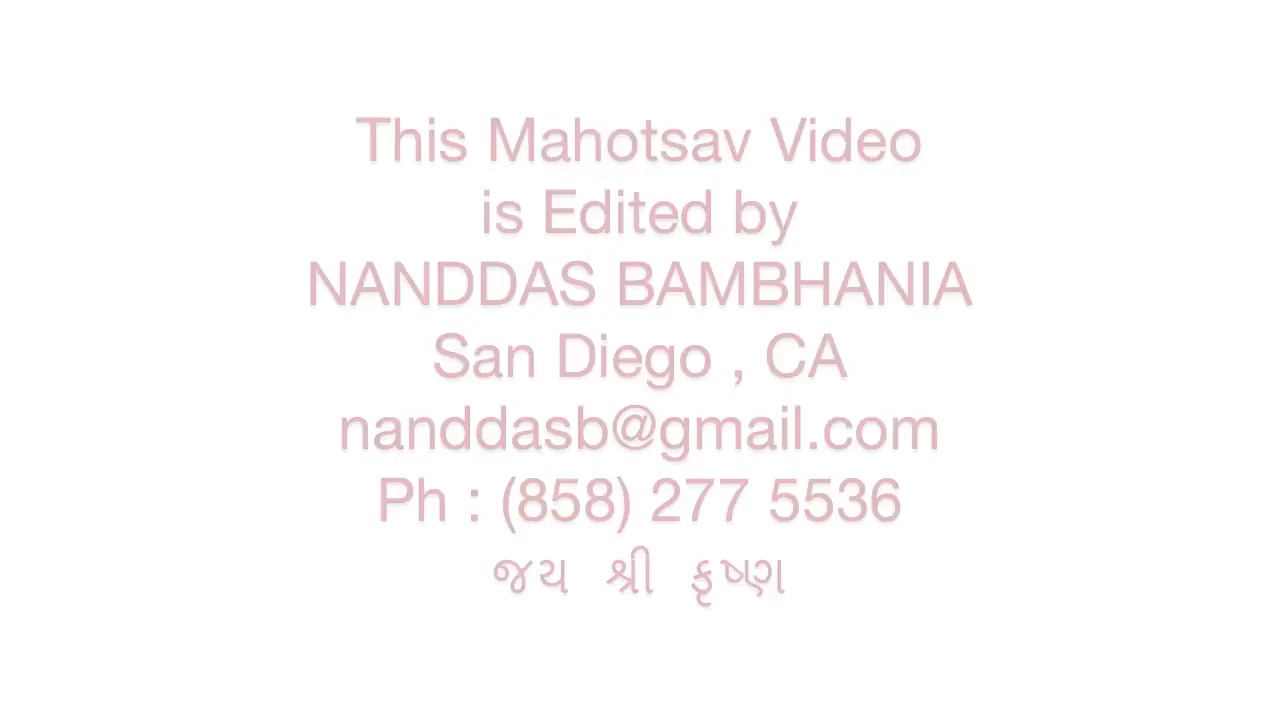 This Mahotsav Video
is Edited by
NANDDAS BAMBHANIA
San Diego , CA
nanddasb@gmail.com
Ph : (858) 277 5536
જય શ્રી કૃષ્ણ